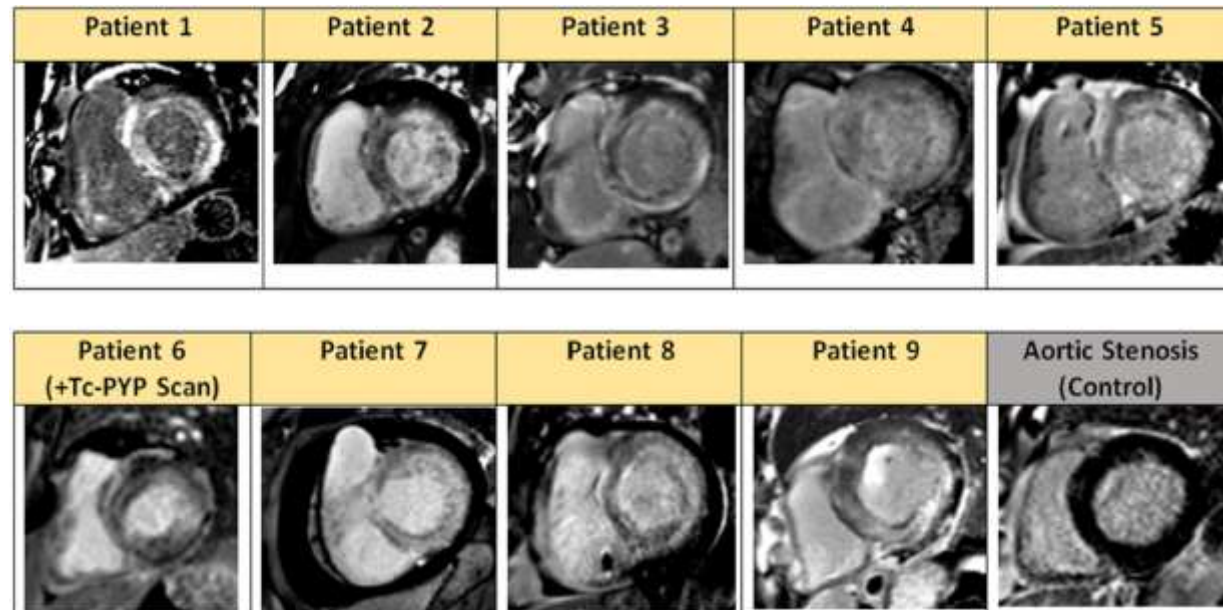 Patient 1
Patient 2
Patient 3
Patient 4
Patient 5
Patient 6
(+Tc-PYP Scan)
Patient 7
Patient 8
Patient 9
Aortic Stenosis
(Control)